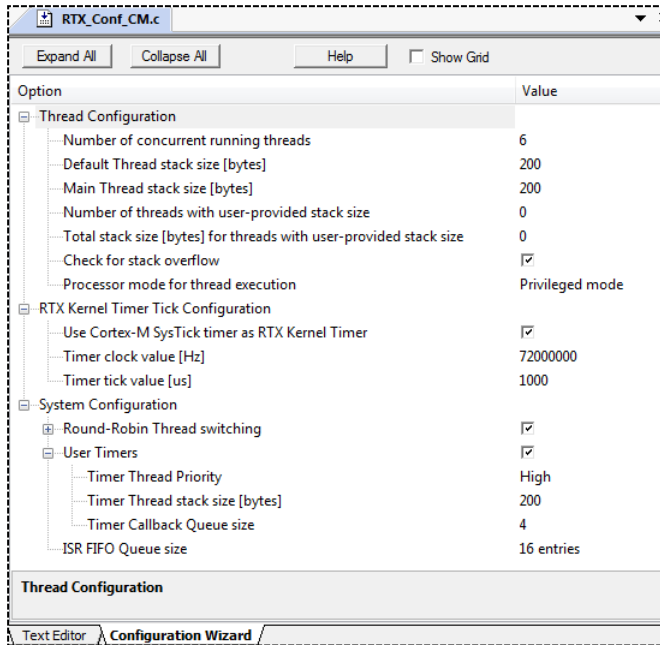 RTX_Conf_CM.c
Expand All Collapse All Help Show Grid
Option Value
Thread Configuration
Number of concurrent running threads 6
Default Thread stack size [bytes] 200
Main Thread stack size [bytes] 200
Number of threads with user-provided stack size 0
Total stack size [bytes] for threads with user-provided stack size 0
Check for stack overflow
Processor mode for thread execution Privileged mode
RTX Kernel Timer Tick Configuration
Use Cortex-M SysTick timer as RTX Kernel Timer
Timer clock value [Hz] 72000000
Timer tick value [us] 1000
System Configuration
Round-Robin Thread switching
User Timers
Timer Thread Priority High
Timer Thread stack size [bytes] 200
Timer Callback Queue size 4
ISR FIFO Queue size 16 entries
Thread Configuration
Text Editor Configuration Wizard